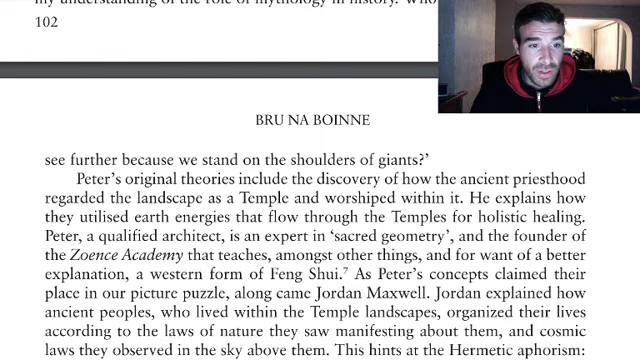 my understanding of the role of mythology in history. Who
102
BRU NA BOINNE
see further because we stand on the shoulders of giants?’
Peter’s original theories include the discovery of how the ancient priesthood
regarded the landscape as a Temple and worshiped within it. He explains how
they utilised earth energies that flow through the Temples for holistic healing.
Peter, a qualified architect, is an expert in ‘sacred geometry’, and the founder of
the Zoence Academy that teaches, amongst other things, and for want of a better
explanation, a western form of Feng Shui.⁷ As Peter’s concepts claimed their
place in our picture puzzle, along came Jordan Maxwell. Jordan explained how
ancient peoples, who lived within the Temple landscapes, organized their lives
according to the laws of nature they saw manifesting about them, and cosmic
laws they observed in the sky above them. This hints at the Hermetic aphorism: